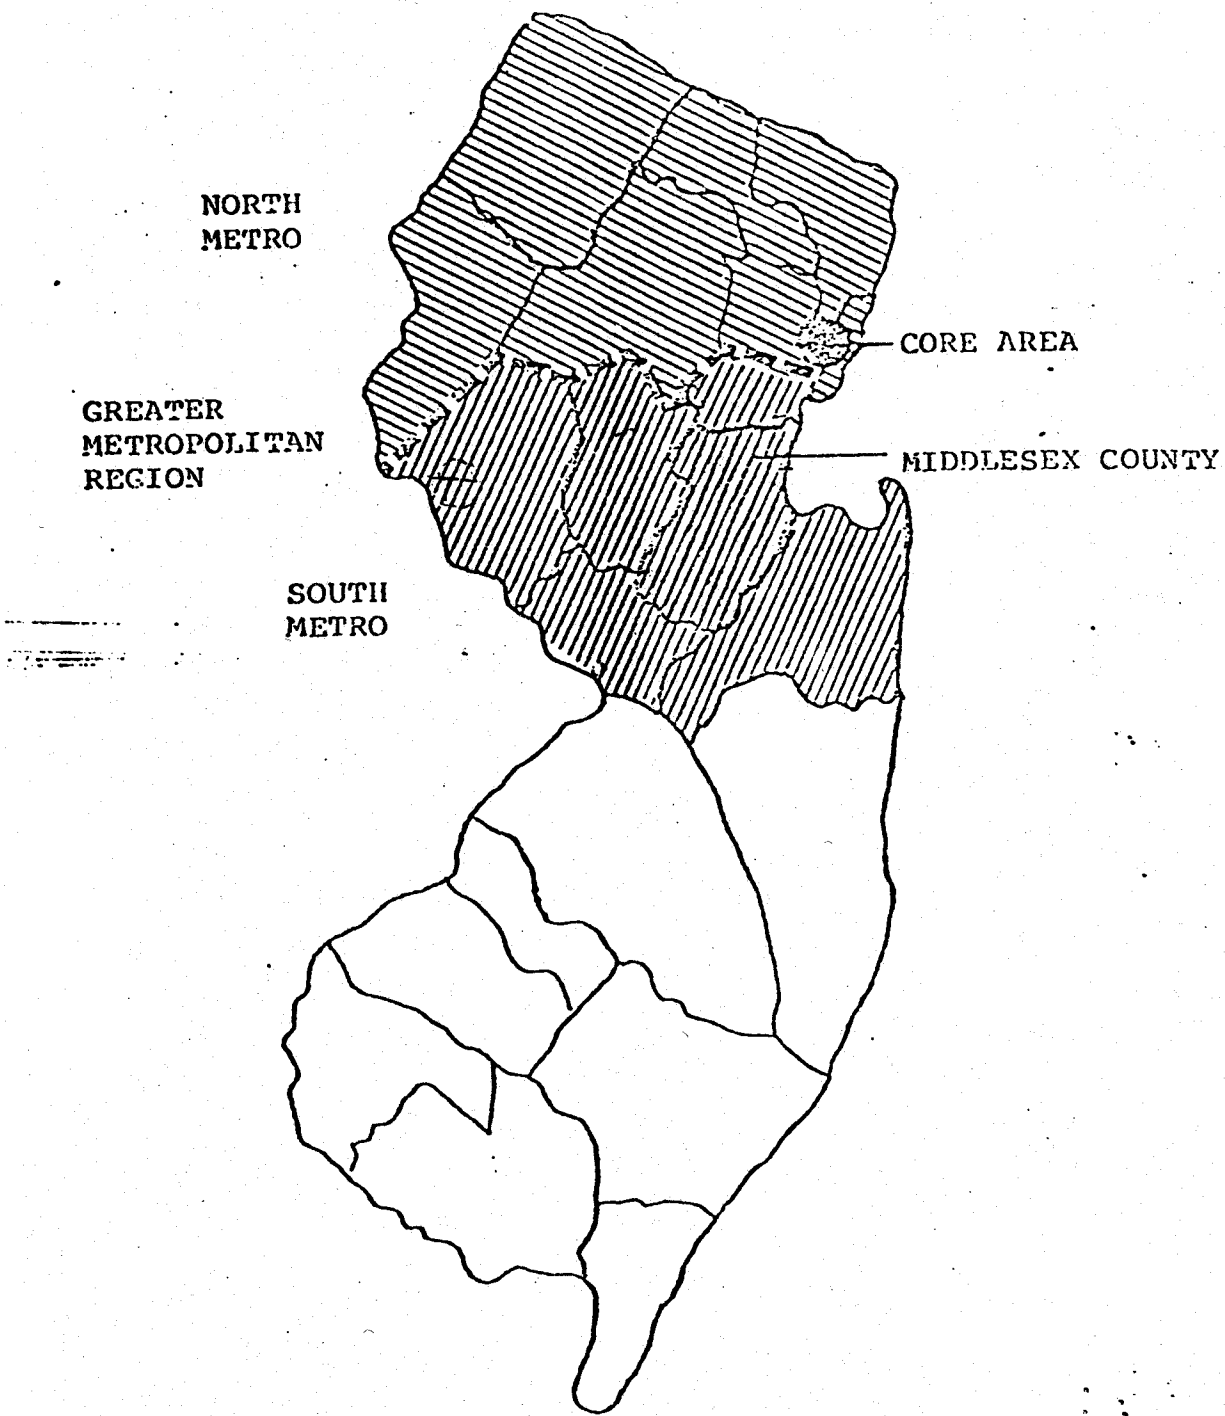 NORTH
METRO
CORE AREA
GREATER
METROPOLITAN
REGION
MIDDLESEX COUNTY
SOUTH
METRO